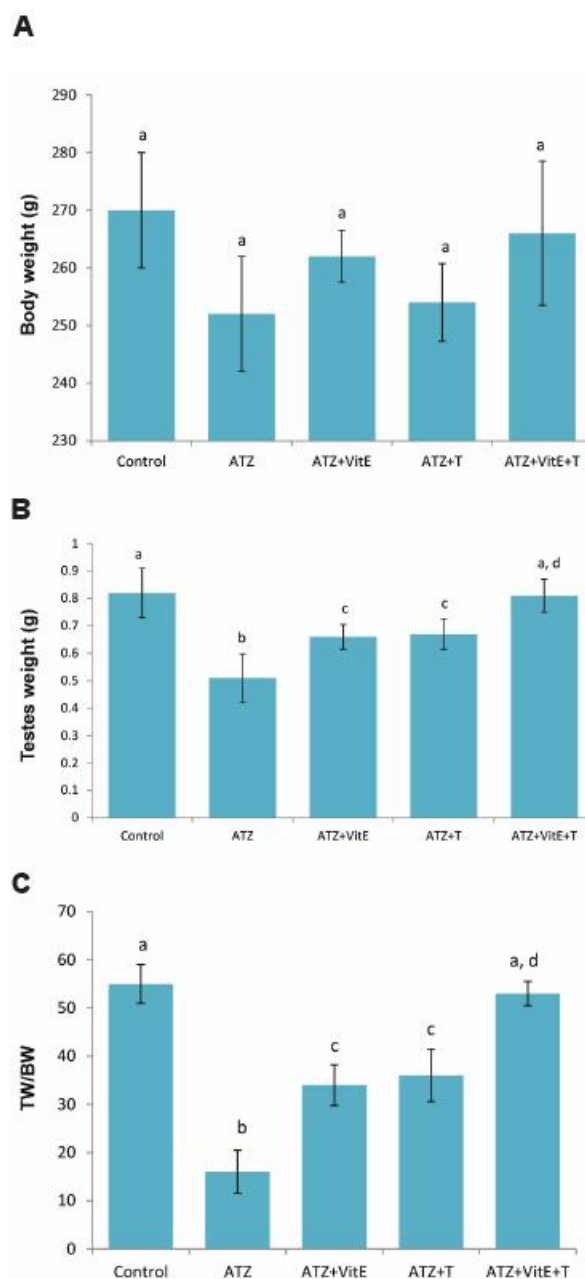 A
290
280
270
260
250
240
230
Body weight (g)
a
a
a
a
a
Control ATZ ATZ+VitE ATZ+T ATZ+VitE+T
B
1
0.9
0.8
0.7
0.6
0.5
0.4
0.3
0.2
0.1
0
Testes weight (g)
a
b
c
c
a, d
Control ATZ ATZ+VitE ATZ+T ATZ+VitE+T
C
70
60
50
40
30
20
10
0
TW/BW
a
b
c
c
a, d
Control ATZ ATZ+VitE ATZ+T ATZ+VitE+T